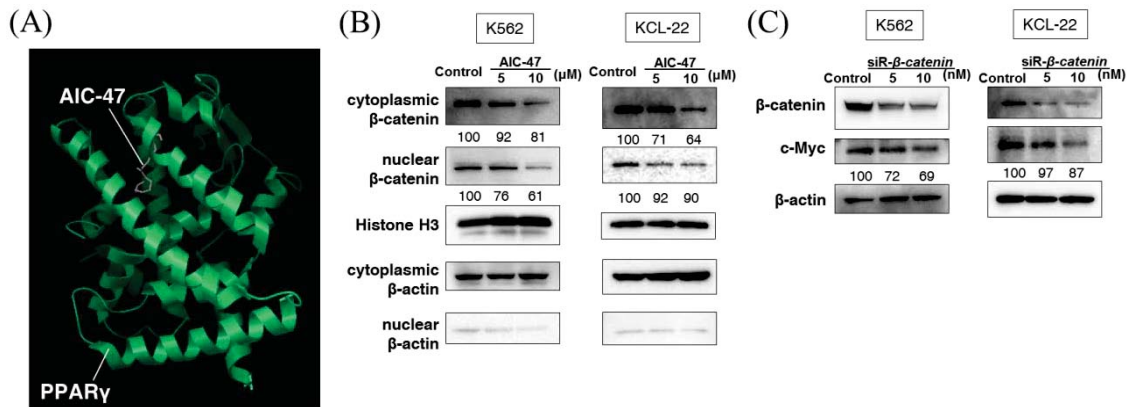 (A)
AIC-47
PPARγ
(B)
K562
KCL-22
Control AIC-47 5 10 (μM)
Control AIC-47 5 10 (μM)
cytoplasmic β-catenin
100 92 81
100 71 64
nuclear β-catenin
100 76 61
100 92 90
Histone H3
cytoplasmic β-actin
nuclear β-actin
(C)
K562
KCL-22
Control siR-β-catenin 5 10 (nM)
Control siR-β-catenin 5 10 (nM)
β-catenin
c-Myc
100 72 69
100 97 87
β-actin